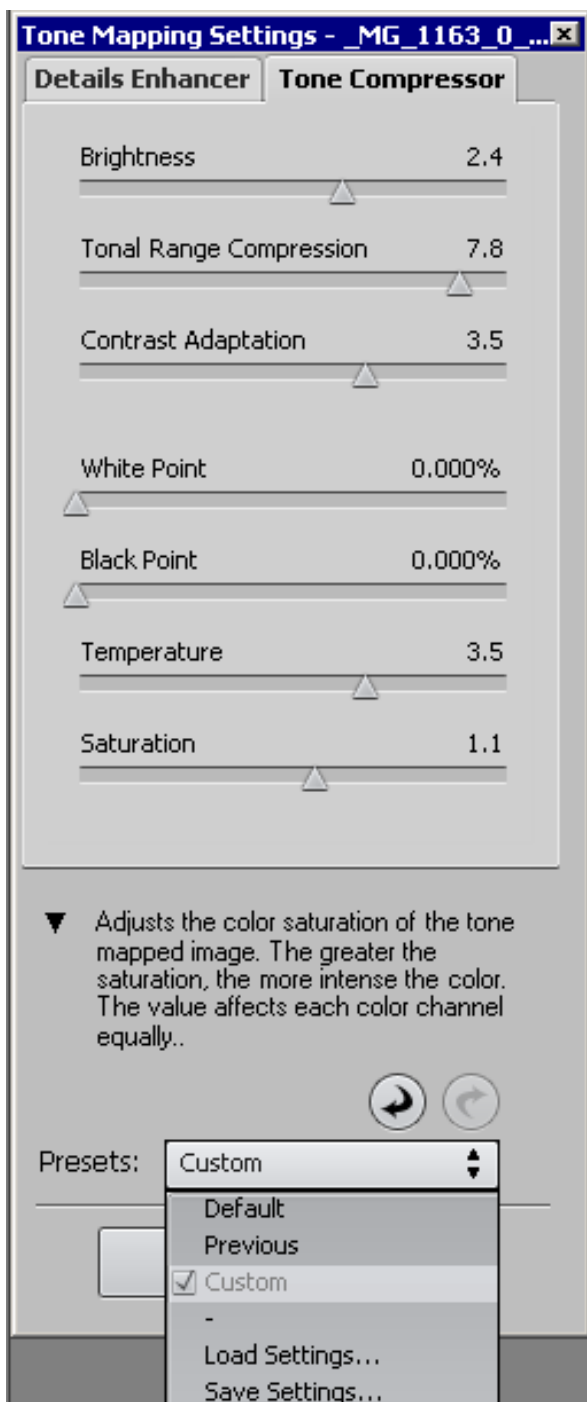 Tone Mapping Settings - _MG_1163_0_...
Details Enhancer Tone Compressor
Brightness 2.4
Tonal Range Compression 7.8
Contrast Adaptation 3.5
White Point 0.000%
Black Point 0.000%
Temperature 3.5
Saturation 1.1
Adjusts the color saturation of the tone
mapped image. The greater the
saturation, the more intense the color.
The value affects each color channel
equally..
Presets: Custom
Default
Previous
Custom
-
Load Settings...
Save Settings...